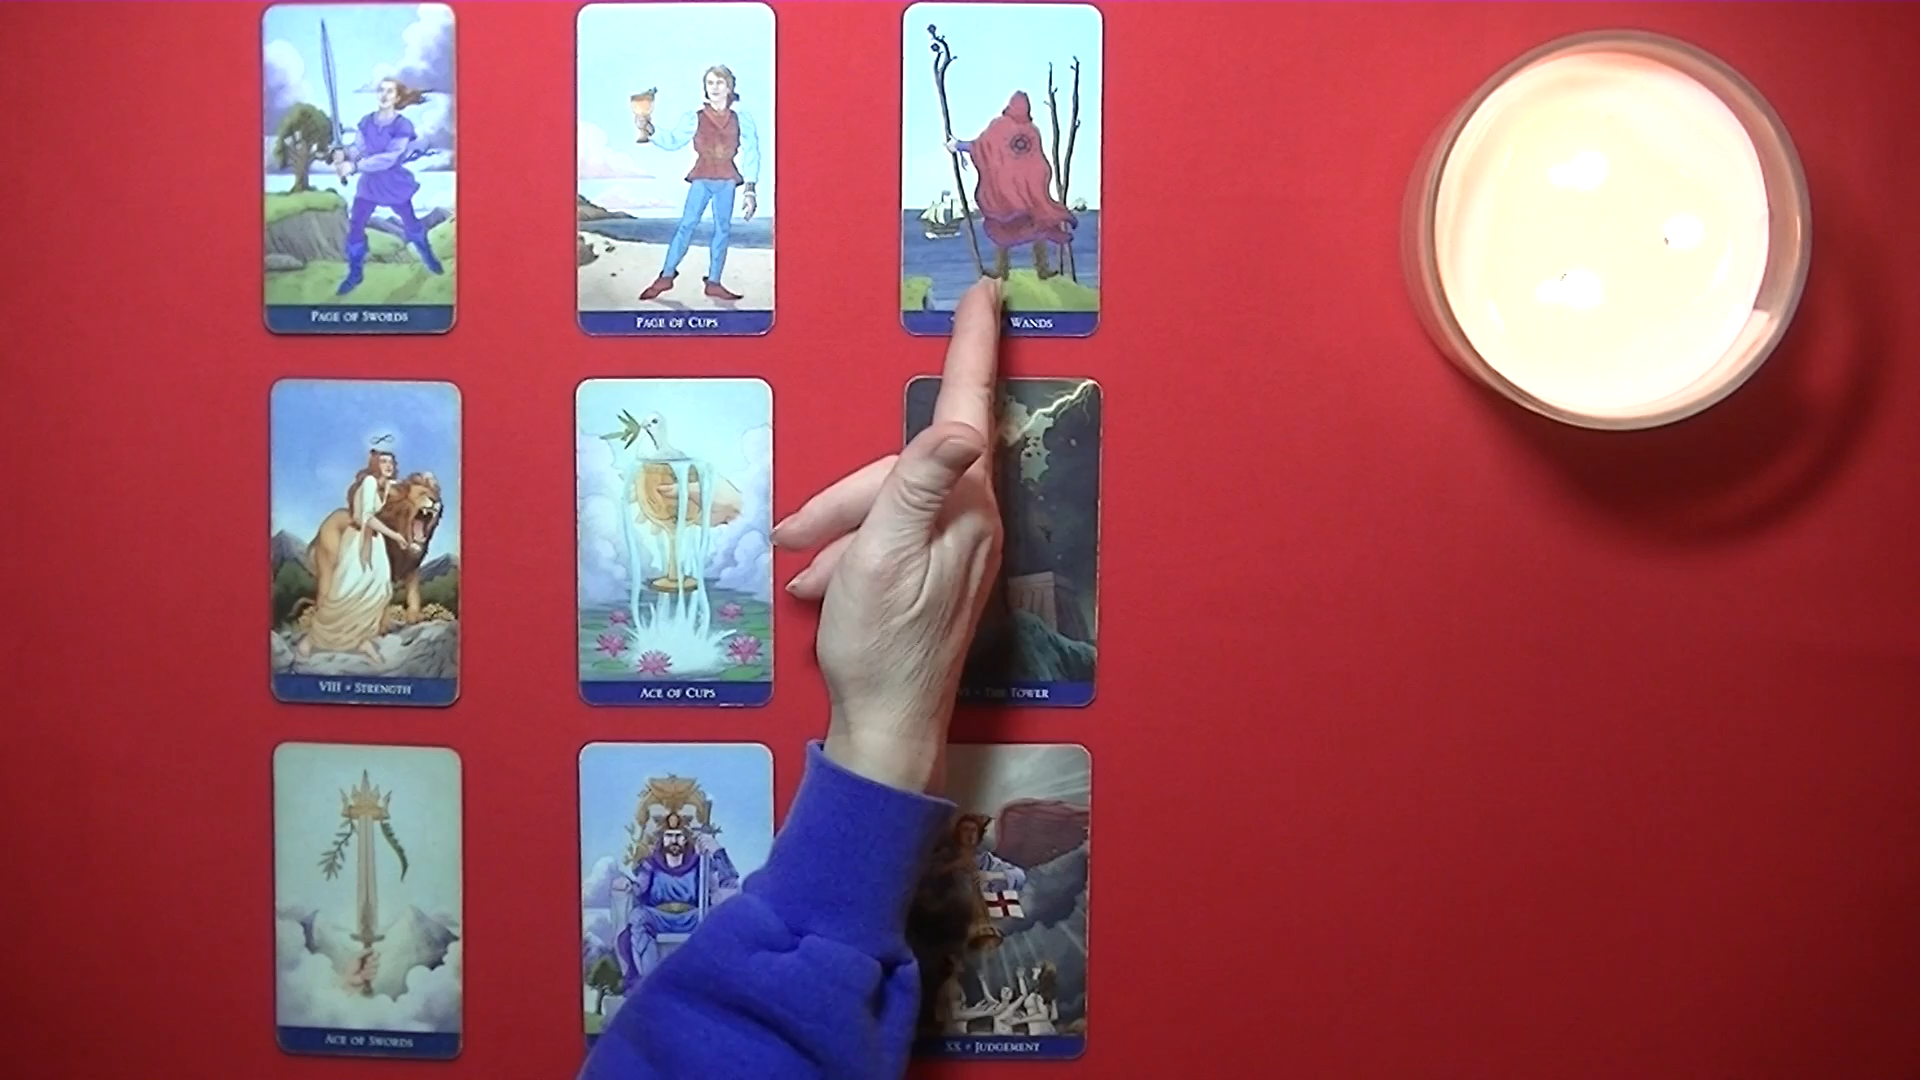 PAGE OF SWORDS
PAGE OF CUPS
WANDS
VIII • STRENGTH
ACE OF CUPS
THE TOWER
ACE OF SWORDS
XX • JUDGEMENT